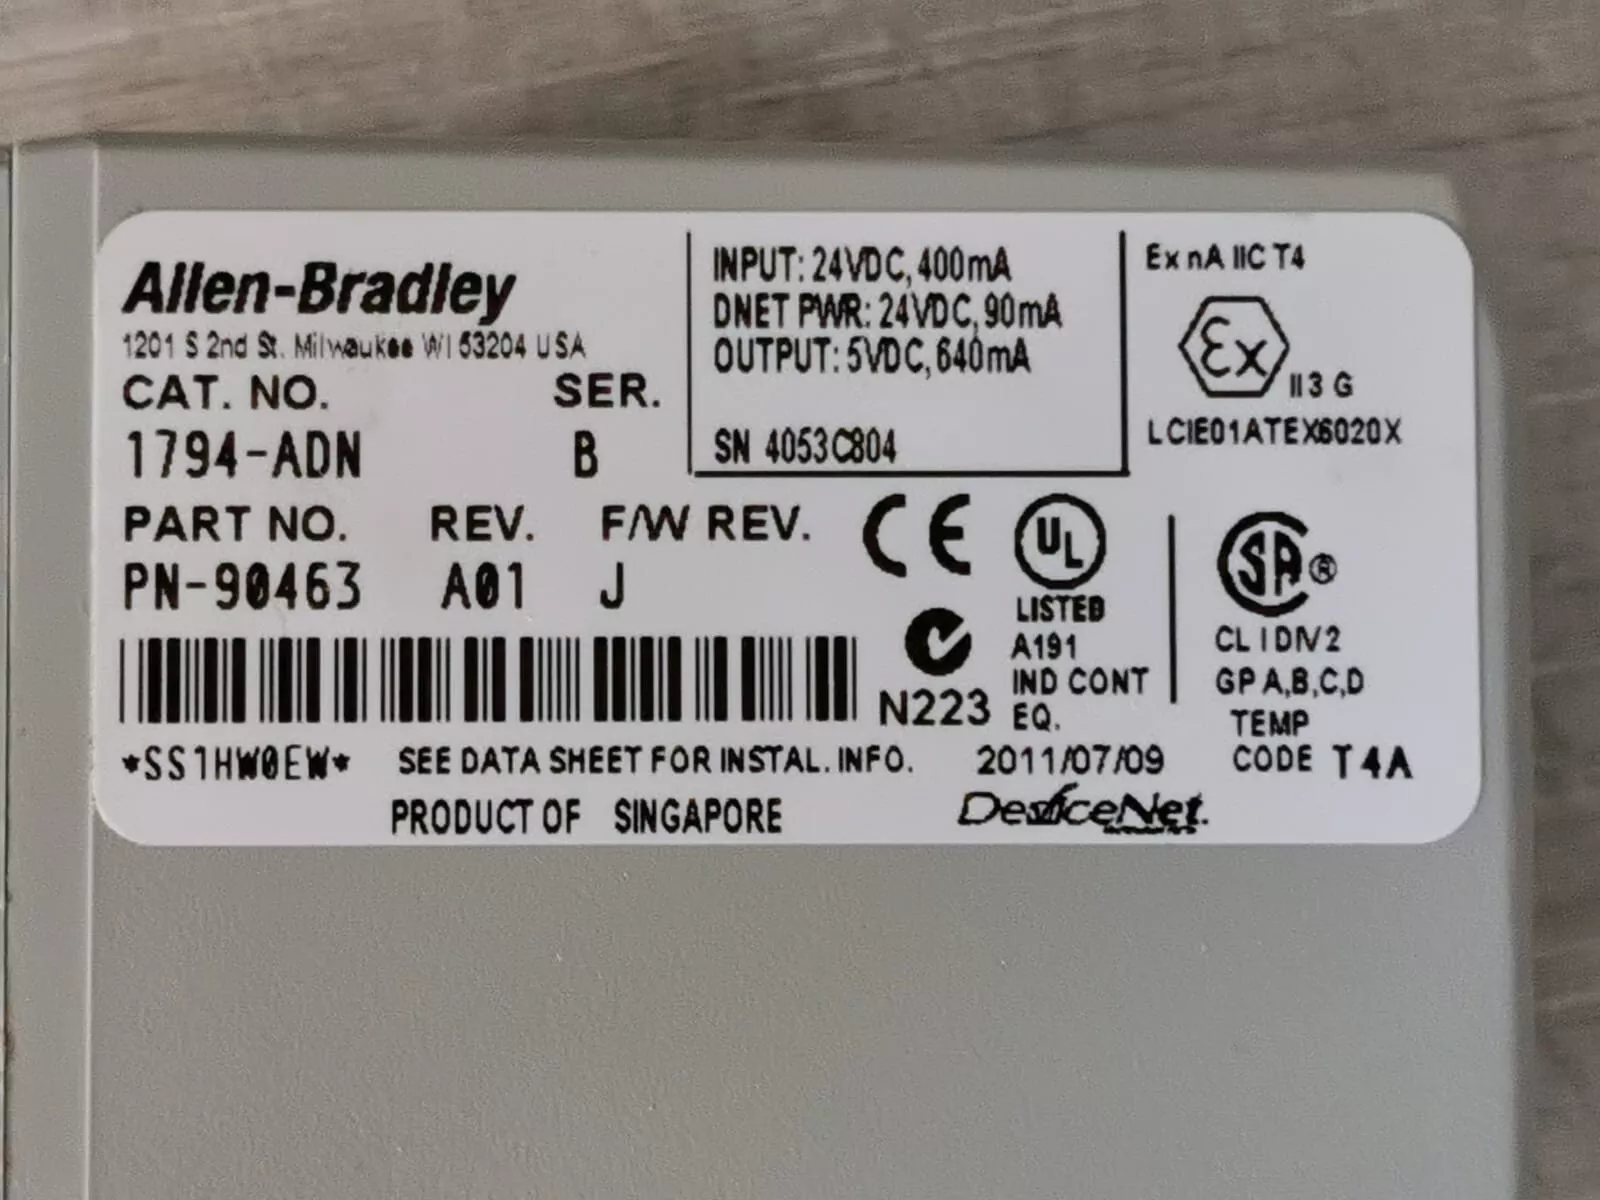 Allen-Bradley
1201 S 2nd St. Milwaukee WI 53204 USA
CAT. NO. SER.
1794-ADN B
PART NO. REV. F/W REV.
PN-90463 A01 J
*SS1HW0EW*
SEE DATA SHEET FOR INSTAL. INFO.
PRODUCT OF SINGAPORE
INPUT: 24VDC, 400mA
DNET PWR: 24VDC, 90mA
OUTPUT: 5VDC, 640mA
SN 4053C804
Ex nA IIC T4
Ex II 3 G
LCIE01ATEX6020X
CE
N223
UL
LISTED
A191
IND CONT
EQ.
2011/07/09
DeviceNet.
SA®
CL I DIV 2
GP A,B,C,D
TEMP
CODE T4A